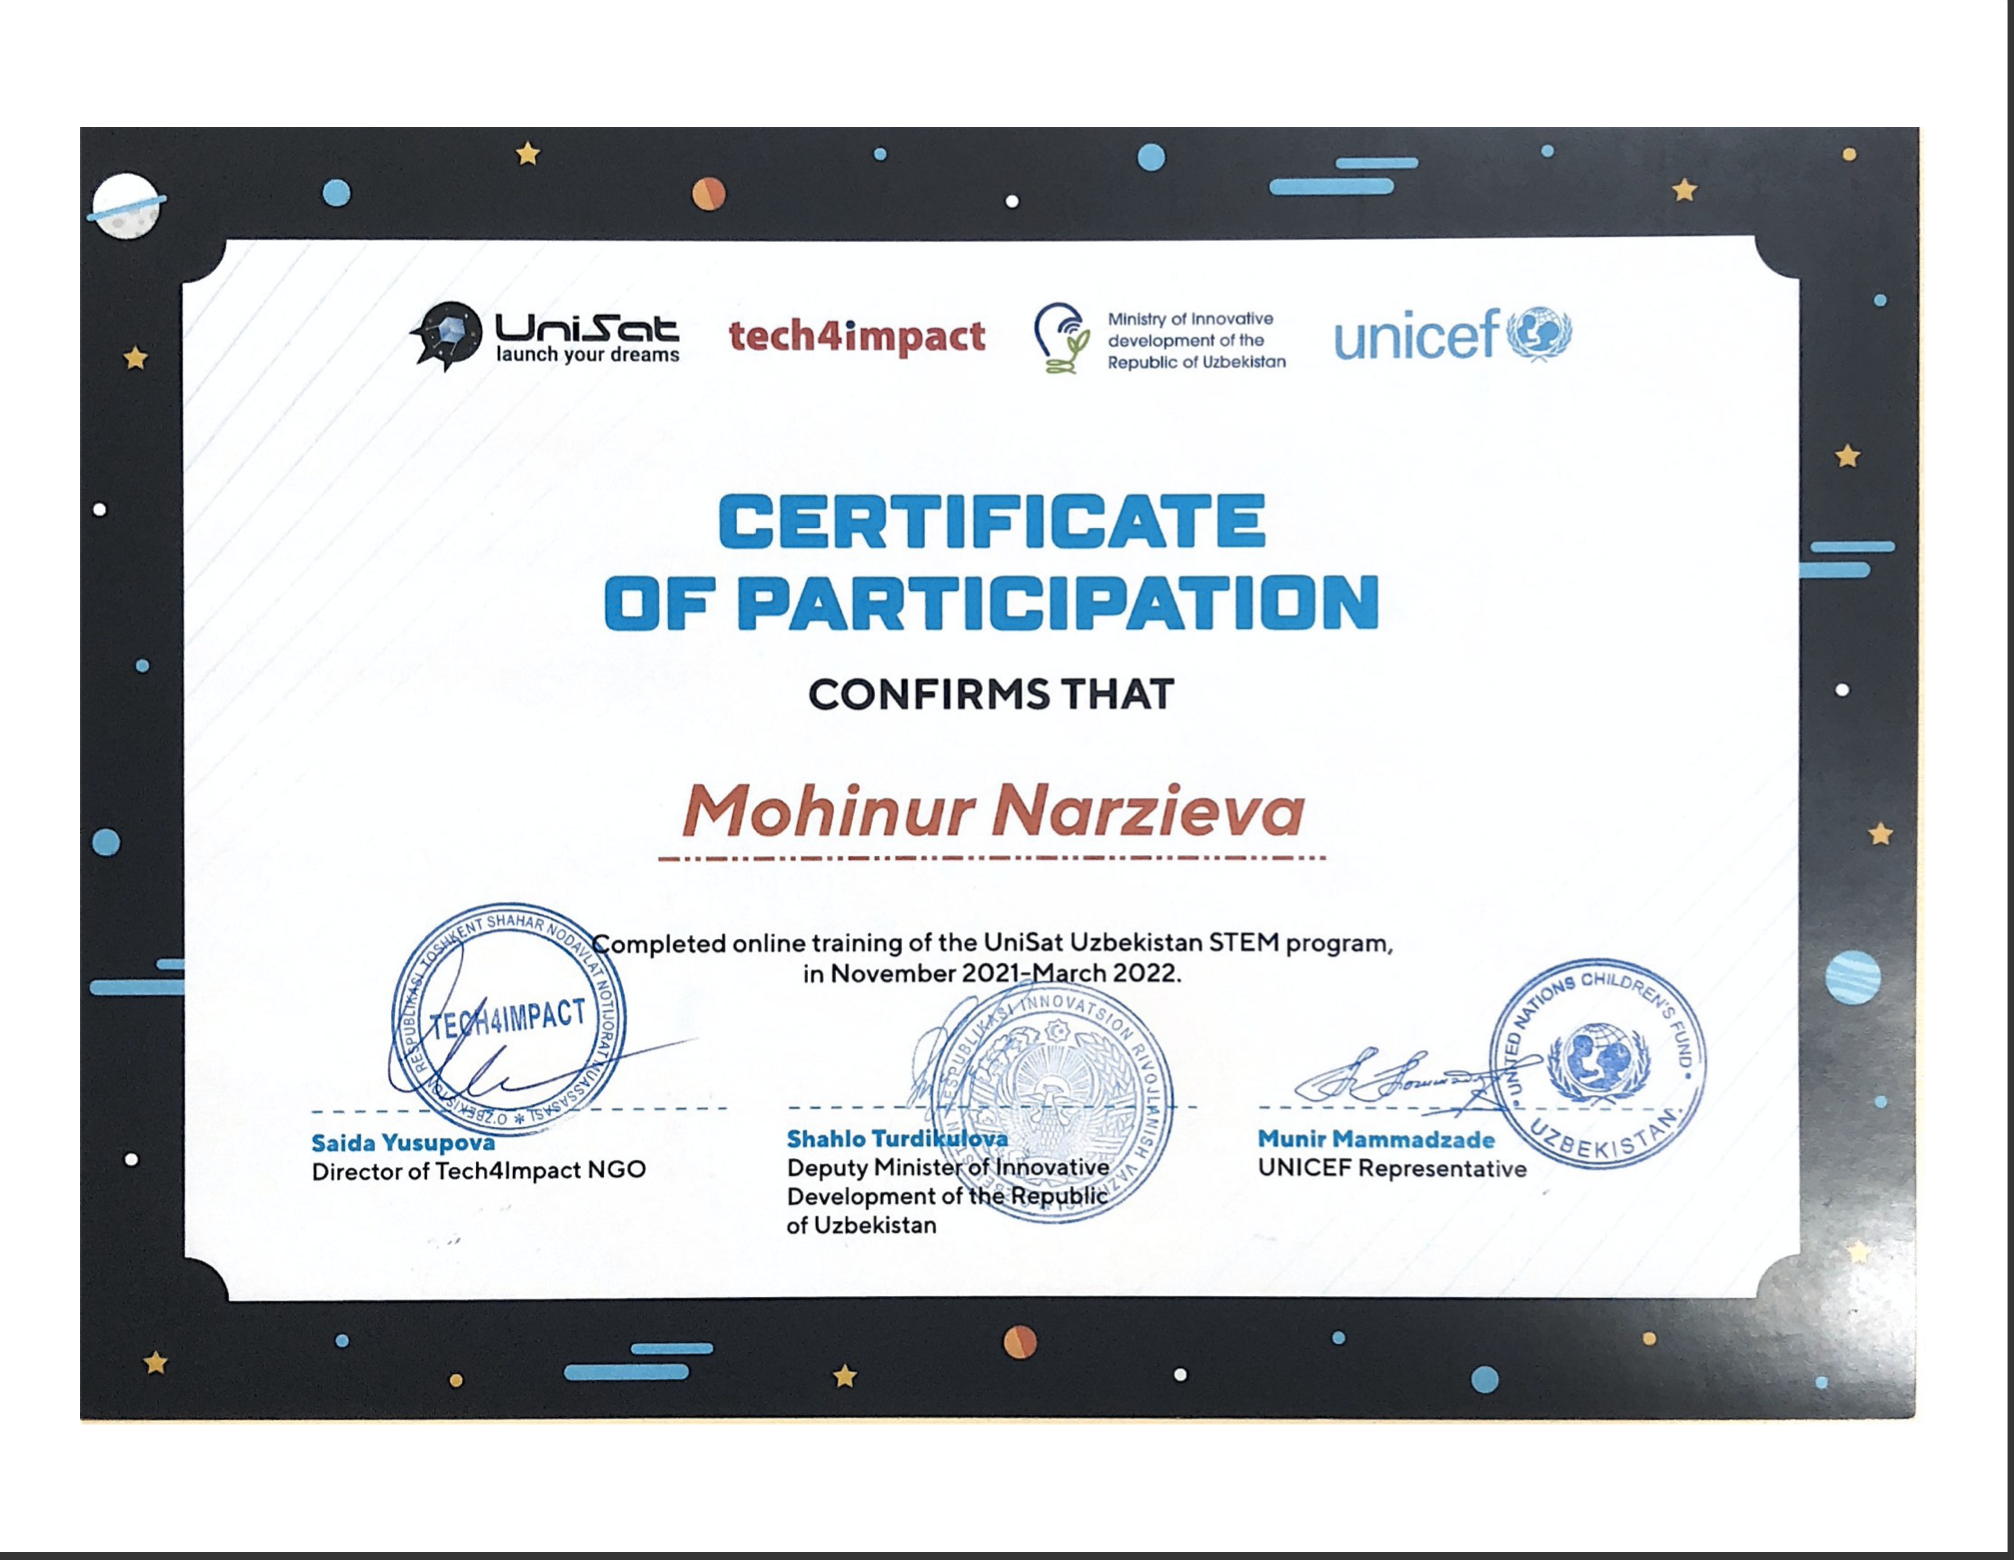 UniSat
launch your dreams
tech4impact
Ministry of Innovative
development of the
Republic of Uzbekistan
unicef
CERTIFICATE
OF PARTICIPATION
CONFIRMS THAT
Mohinur Narzieva
Completed online training of the UniSat Uzbekistan STEM program,
in November 2021-March 2022.
O'ZBEKISTON RESPUBLIKASI TOSHKENT SHAHAR NODAVLAT NOTIJORAT MUASSASASI *
TECH4IMPACT
RESPUBLIKASI INNOVATSION RIVOJLANISH VAZIRLIGI
• UNITED NATIONS CHILDREN'S FUND •
UZBEKISTAN
Saida Yusupova
Director of Tech4Impact NGO
Shahlo Turdikulova
Deputy Minister of Innovative
Development of the Republic
of Uzbekistan
Munir Mammadzade
UNICEF Representative